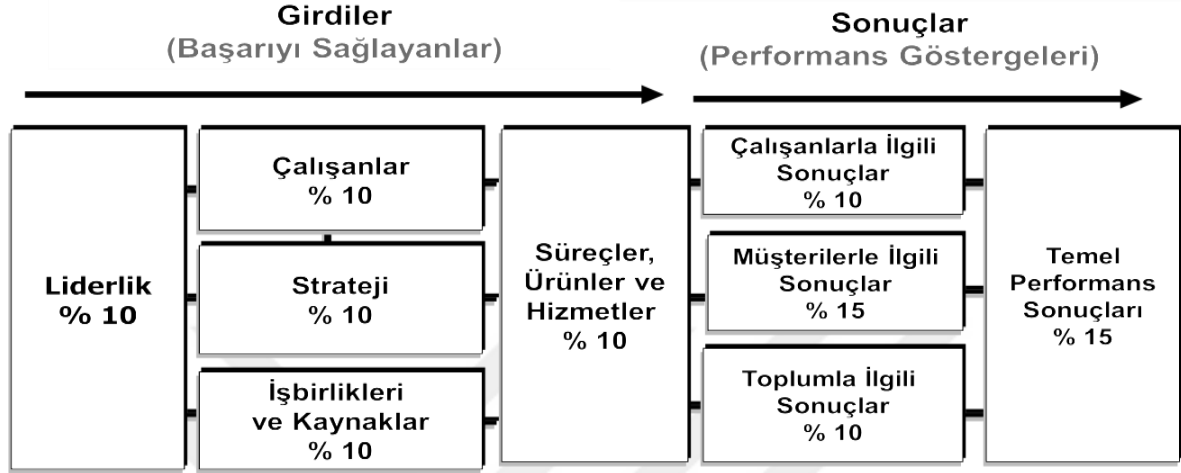 Girdiler
(Başarıyı Sağlayanlar)
Sonuçlar
(Performans Göstergeleri)
Liderlik
% 10
Çalışanlar
% 10
Strateji
% 10
İşbirlikleri
ve Kaynaklar
% 10
Süreçler,
Ürünler ve
Hizmetler
% 10
Çalışanlarla İlgili
Sonuçlar
% 10
Müşterilerle İlgili
Sonuçlar
% 15
Toplumla İlgili
Sonuçlar
% 10
Temel
Performans
Sonuçları
% 15